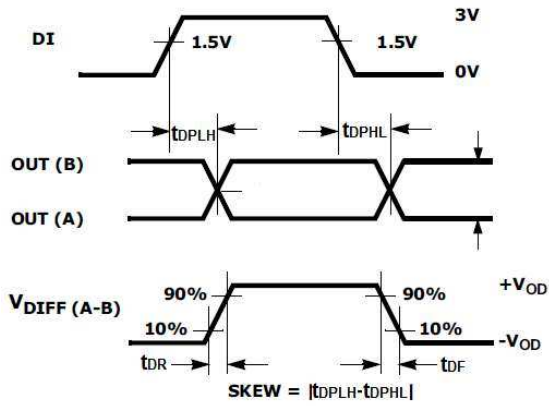 3V
DI
1.5V 1.5V
0V
tDPLH tDPHL
OUT (B)
OUT (A)
90% 90% +VOD
VDIFF (A-B)
10% 10%
-VOD
tDR tDF
SKEW = |tDPLH-tDPHL|